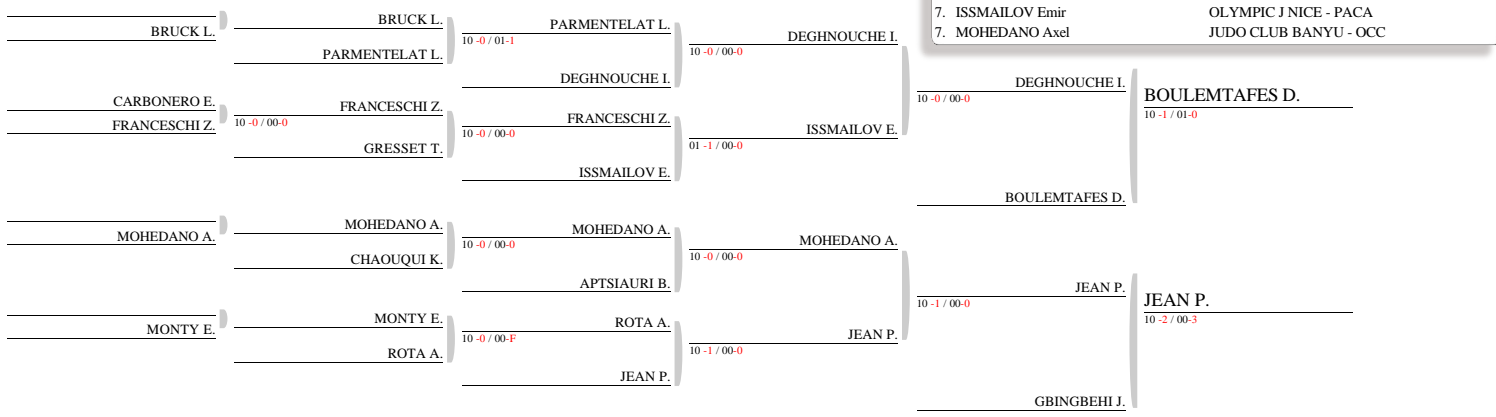 7. ISSMAILOV Emir OLYMPIC J NICE - PACA
7. MOHEDANO Axel JUDO CLUB BANYU - OCC
BRUCK L.
CARBONERO E.
FRANCESCHI Z.
MOHEDANO A.
MONTY E.
BRUCK L.
PARMENTELAT L.
FRANCESCHI Z.
10 -0 / 00-0
GRESSET T.
MOHEDANO A.
CHAOUQUI K.
MONTY E.
ROTA A.
PARMENTELAT L.
10 -0 / 01-1
DEGHNOUCHE I.
FRANCESCHI Z.
10 -0 / 00-0
ISSMAILOV E.
MOHEDANO A.
10 -0 / 00-0
APTSIAURI B.
ROTA A.
10 -0 / 00-F
JEAN P.
DEGHNOUCHE I.
10 -0 / 00-0
ISSMAILOV E.
01 -1 / 00-0
MOHEDANO A.
10 -0 / 00-0
JEAN P.
10 -1 / 00-0
DEGHNOUCHE I.
10 -0 / 00-0
BOULEMTAFES D.
JEAN P.
10 -1 / 00-0
GBINGBEHI J.
BOULEMTAFES D.
10 -1 / 01-0
JEAN P.
10 -2 / 00-3